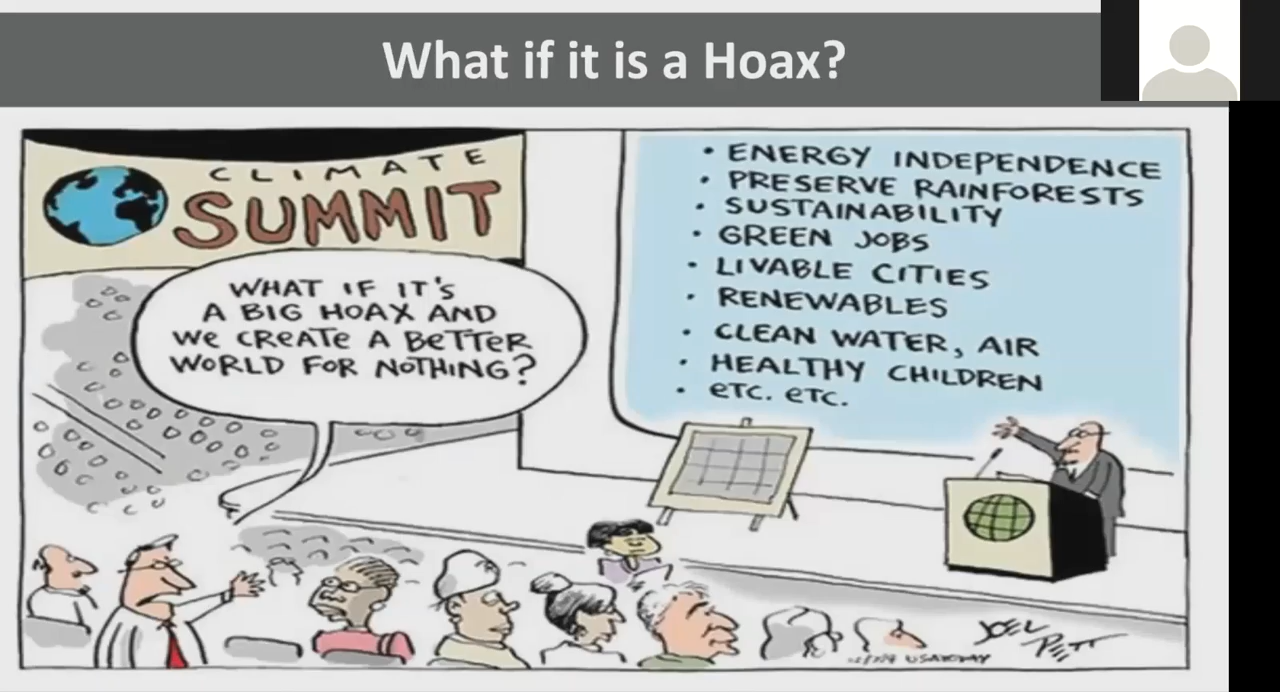 What if it is a Hoax?
CLIMATE
SUMMIT
WHAT IF IT'S
A BIG HOAX AND
WE CREATE A BETTER
WORLD FOR NOTHING?
• ENERGY INDEPENDENCE
• PRESERVE RAINFORESTS
• SUSTAINABILITY
• GREEN JOBS
• LIVABLE CITIES
• RENEWABLES
• CLEAN WATER, AIR
• HEALTHY CHILDREN
• ETC. ETC.
JOEL
PETT
USA TODAY